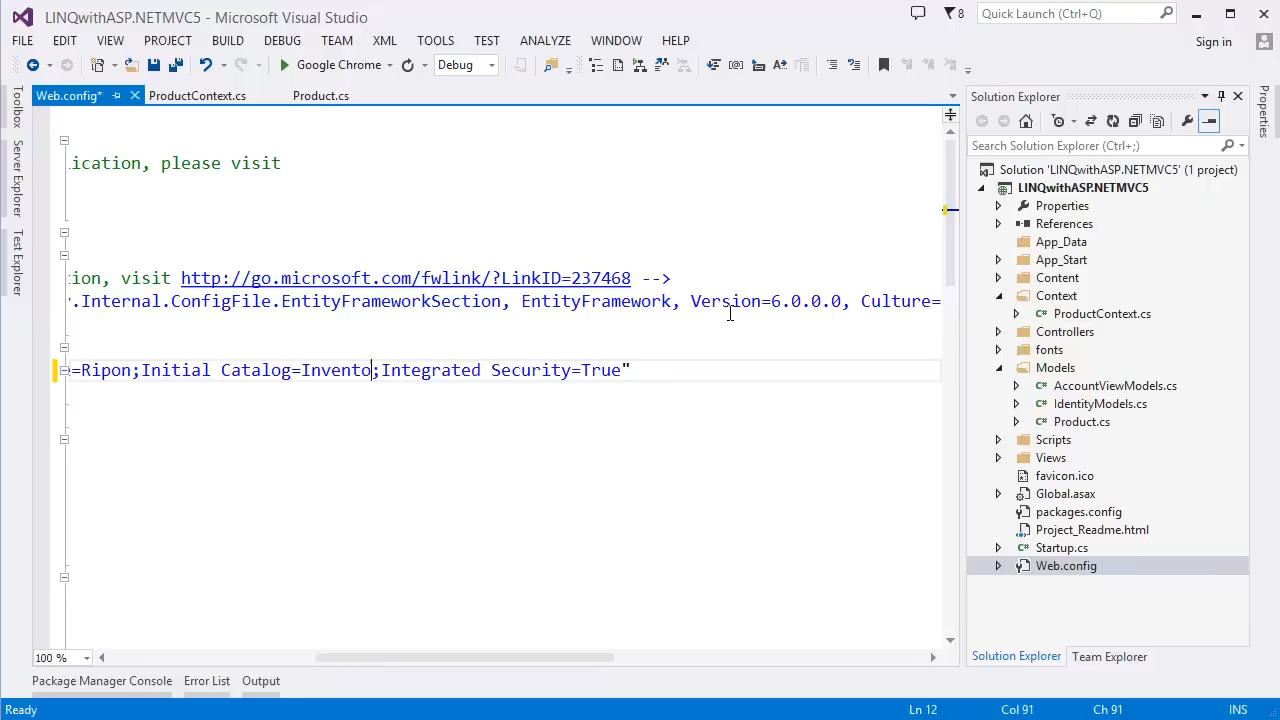 LINQwithASP.NETMVC5 - Microsoft Visual Studio
8
Quick Launch (Ctrl+Q)
FILE EDIT VIEW PROJECT BUILD DEBUG TEAM XML TOOLS TEST ANALYZE WINDOW HELP
Sign in
Google Chrome
Debug
Toolbox
Server Explorer
Test Explorer
Web.config*
ProductContext.cs
Product.cs
ication, please visit
ion, visit http://go.microsoft.com/fwlink/?LinkID=237468 -->
.Internal.ConfigFile.EntityFrameworkSection, EntityFramework, Version=6.0.0.0, Culture=
=Ripon;Initial Catalog=Invento;Integrated Security=True"
100 %
Solution Explorer
Search Solution Explorer (Ctrl+;)
Solution 'LINQwithASP.NETMVC5' (1 project)
LINQwithASP.NETMVC5
Properties
References
App_Data
App_Start
Content
Context
ProductContext.cs
Controllers
fonts
Models
AccountViewModels.cs
IdentityModels.cs
Product.cs
Scripts
Views
favicon.ico
Global.asax
packages.config
Project_Readme.html
Startup.cs
Web.config
Solution Explorer
Team Explorer
Properties
Package Manager Console
Error List
Output
Ready
Ln 12
Col 91
Ch 91
INS